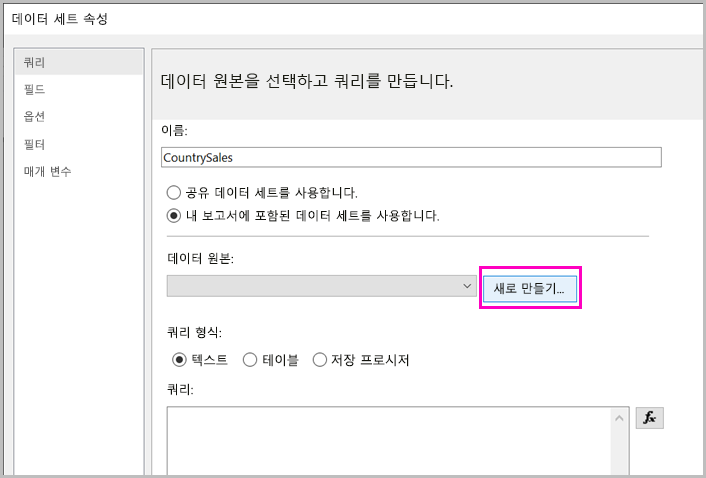 데이터 세트 속성
쿼리
필드
옵션
필터
매개 변수
데이터 원본을 선택하고 쿼리를 만듭니다.
이름:
CountrySales
공유 데이터 세트를 사용합니다.
내 보고서에 포함된 데이터 세트를 사용합니다.
데이터 원본:
새로 만들기...
쿼리 형식:
텍스트 테이블 저장 프로시저
쿼리:
fx